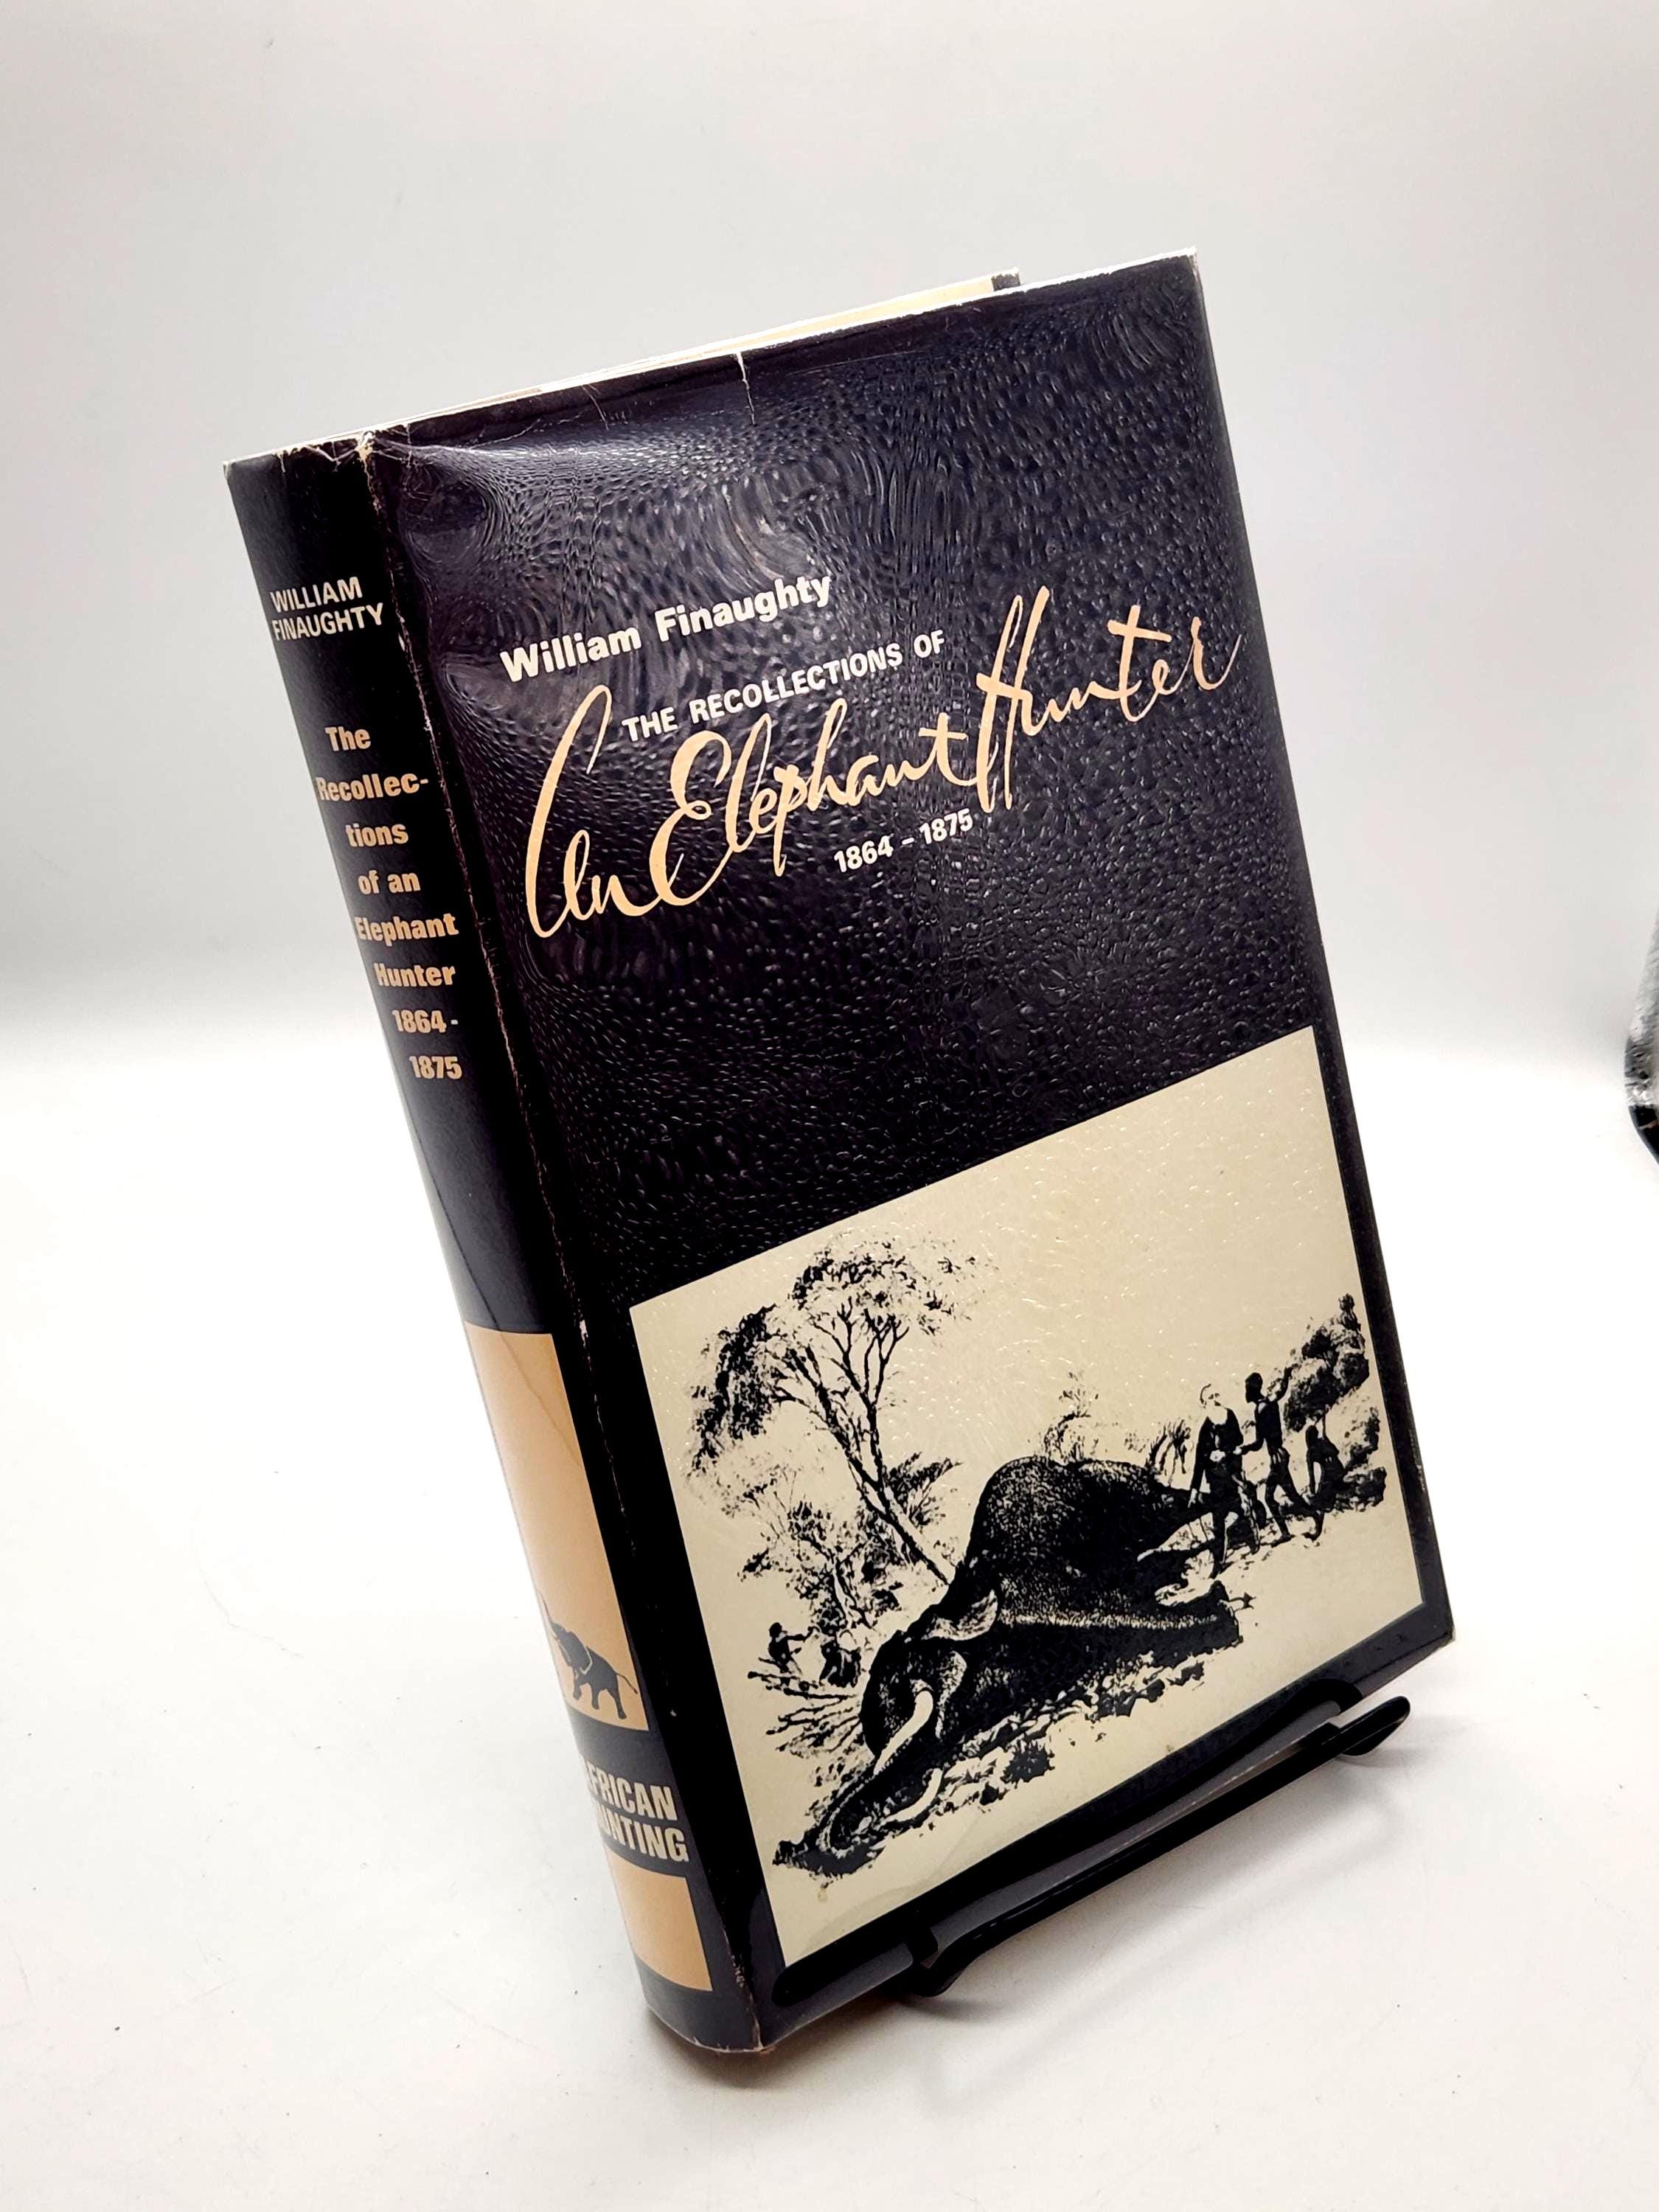 WILLIAM
FINAUGHTY
The
Recollec-
tions
of an
Elephant
Hunter
1864-
1875
AFRICAN
HUNTING
William Finaughty
THE RECOLLECTIONS OF
An Elephant Hunter
1864 - 1875